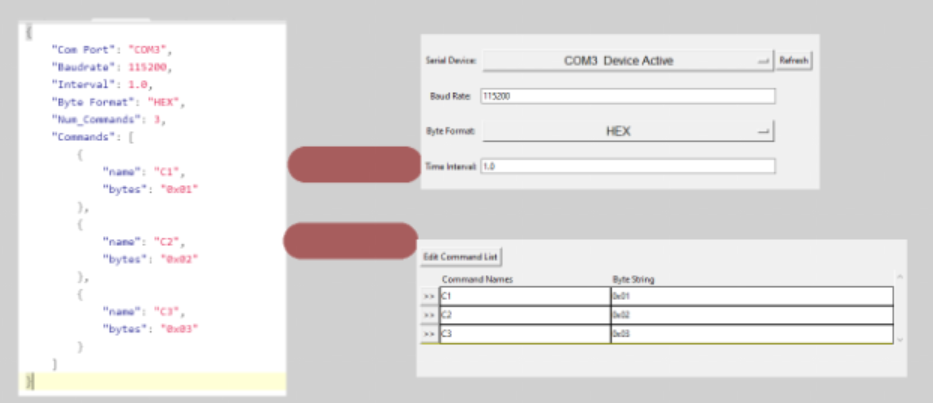 {
"Com Port": "COM3",
"Baudrate": 115200,
"Interval": 1.0,
"Byte Format": "HEX",
"Num_Commands": 3,
"Commands": [
{
"name": "C1",
"bytes": "0x01"
},
{
"name": "C2",
"bytes": "0x02"
},
{
"name": "C3",
"bytes": "0x03"
}
]
}
Serial Device: COM3 Device Active Refresh
Baud Rate: 115200
Byte Format: HEX
Time Interval: 1.0
Edit Command List
Command Names Byte String
>> C1 0x01
>> C2 0x02
>> C3 0x03